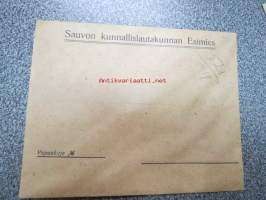 Sauvon kunnallislautakunnan Esimies
antikvariaatti.net
Vapaakirje №